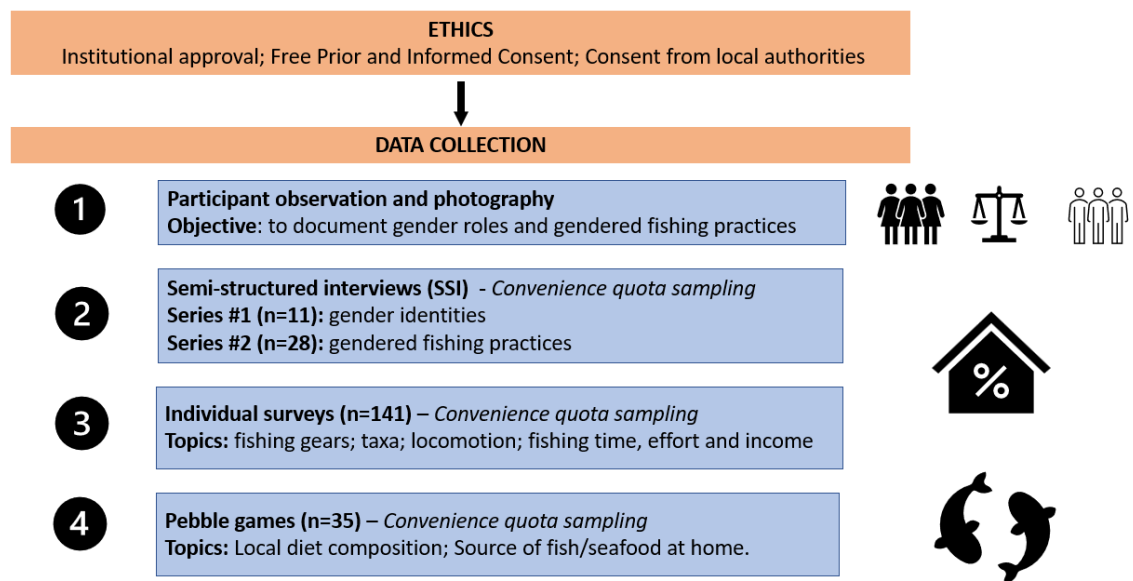 ETHICS
Institutional approval; Free Prior and Informed Consent; Consent from local authorities
DATA COLLECTION
1
Participant observation and photography
Objective: to document gender roles and gendered fishing practices
2
Semi-structured interviews (SSI) - Convenience quota sampling
Series #1 (n=11): gender identities
Series #2 (n=28): gendered fishing practices
%
3
Individual surveys (n=141) – Convenience quota sampling
Topics: fishing gears; taxa; locomotion; fishing time, effort and income
4
Pebble games (n=35) – Convenience quota sampling
Topics: Local diet composition; Source of fish/seafood at home.